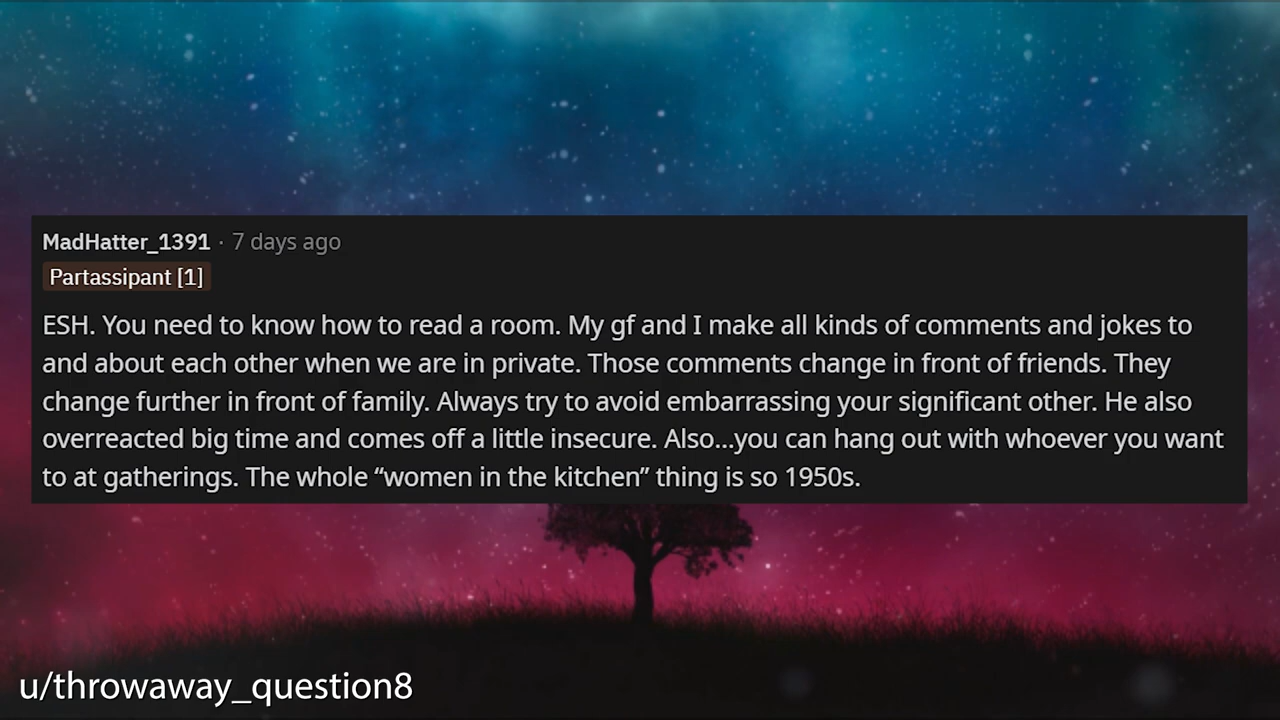 MadHatter_1391 · 7 days ago
Partassipant [1]
ESH. You need to know how to read a room. My gf and I make all kinds of comments and jokes to
and about each other when we are in private. Those comments change in front of friends. They
change further in front of family. Always try to avoid embarrassing your significant other. He also
overreacted big time and comes off a little insecure. Also...you can hang out with whoever you want
to at gatherings. The whole “women in the kitchen” thing is so 1950s.
u/throwaway_question8